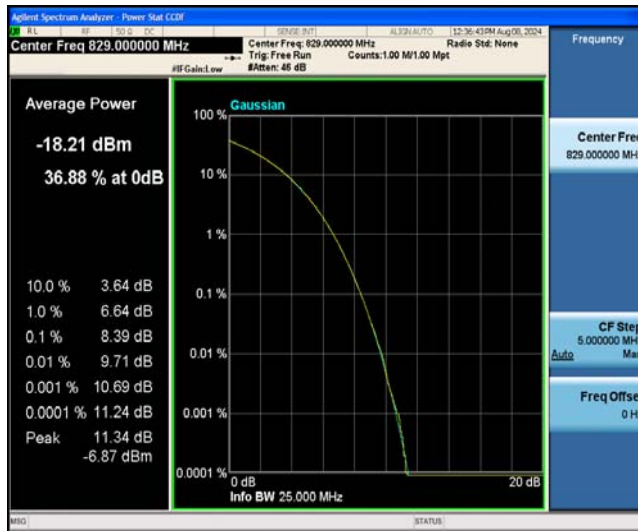 Agilent Spectrum Analyzer - Power Stat CCDF
RL RF 50 Ω DC SENSE:INT ALIGN AUTO 12:36:43 PM Aug 08, 2024
Center Freq 829.000000 MHz
Center Freq: 829.000000 MHz Radio Std: None
Trig: Free Run Counts:1.00 M/1.00 Mpt
#IFGain:Low #Atten: 46 dB
Frequency
Average Power
-18.21 dBm
36.88 % at 0dB
10.0 % 3.64 dB
1.0 % 6.64 dB
0.1 % 8.39 dB
0.01 % 9.71 dB
0.001 % 10.69 dB
0.0001 % 11.24 dB
Peak 11.34 dB
-6.87 dBm
Gaussian
100 %
10 %
1 %
0.1 %
0.01 %
0.001 %
0.0001 %
0 dB 20 dB
Info BW 25.000 MHz
Center Fre
829.000000 MH
CF Step
5.000000 MH
Auto Ma
Freq Offse
0 H
MSG STATUS